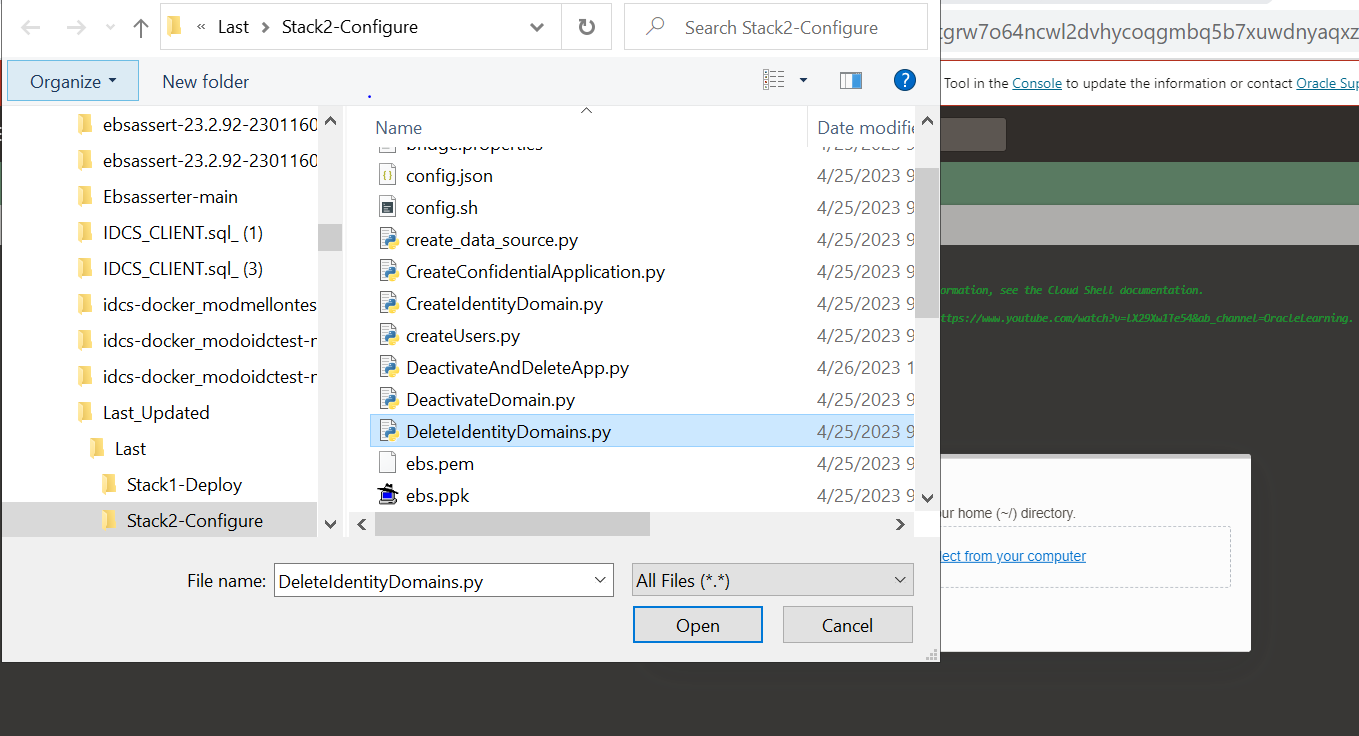 « Last > Stack2-Configure
Search Stack2-Configure
grw7o64ncwl2dvhycoqgmbq5b7xuwdnyaqxz
Organize
New folder
Tool in the Console to update the information or contact Oracle Sup
ebsassert-23.2.92-2301160
ebsassert-23.2.92-2301160
Ebsasserter-main
IDCS_CLIENT.sql_ (1)
IDCS_CLIENT.sql_ (3)
idcs-docker_modmellontes
idcs-docker_modoidctest-r
idcs-docker_modoidctest-r
Last_Updated
Last
Stack1-Deploy
Stack2-Configure
Name Date modifie
bridge.properties 4/25/2023 9
config.json 4/25/2023 9
config.sh 4/25/2023 9
create_data_source.py 4/25/2023 9
CreateConfidentialApplication.py 4/25/2023 9
CreateIdentityDomain.py 4/25/2023 9
createUsers.py 4/25/2023 9
DeactivateAndDeleteApp.py 4/26/2023 1
DeactivateDomain.py 4/25/2023 9
DeleteIdentityDomains.py 4/25/2023 9
ebs.pem 4/25/2023 9
ebs.ppk 4/25/2023 9
ormation, see the Cloud Shell documentation.
ttps://www.youtube.com/watch?v=LX29Xw1Te54&ab_channel=OracleLearning.
ur home (~/) directory.
lect from your computer
File name: DeleteIdentityDomains.py
All Files (*.*)
Open
Cancel